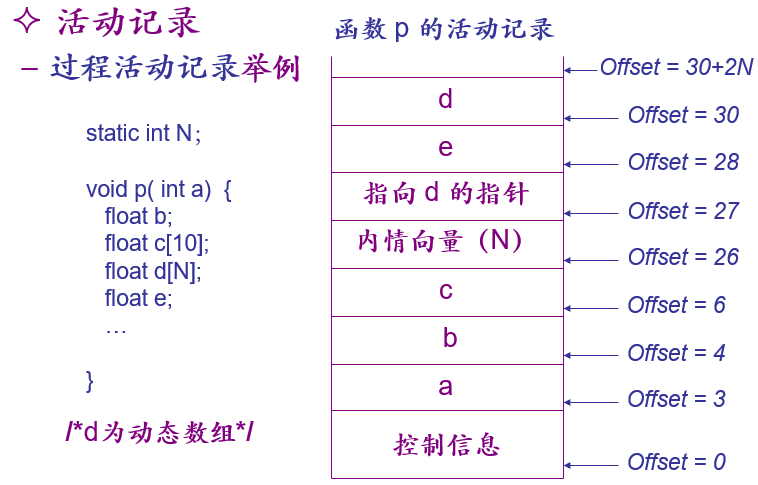 ✧ 活动记录
– 过程活动记录举例
static int N；
void p( int a) {
float b;
float c[10];
float d[N];
float e;
…
}
/*d为动态数组*/
函数 p 的活动记录
Offset = 30+2N
d
Offset = 30
e
Offset = 28
指向 d 的指针
Offset = 27
内情向量（N）
Offset = 26
c
Offset = 6
b
Offset = 4
a
Offset = 3
控制信息
Offset = 0